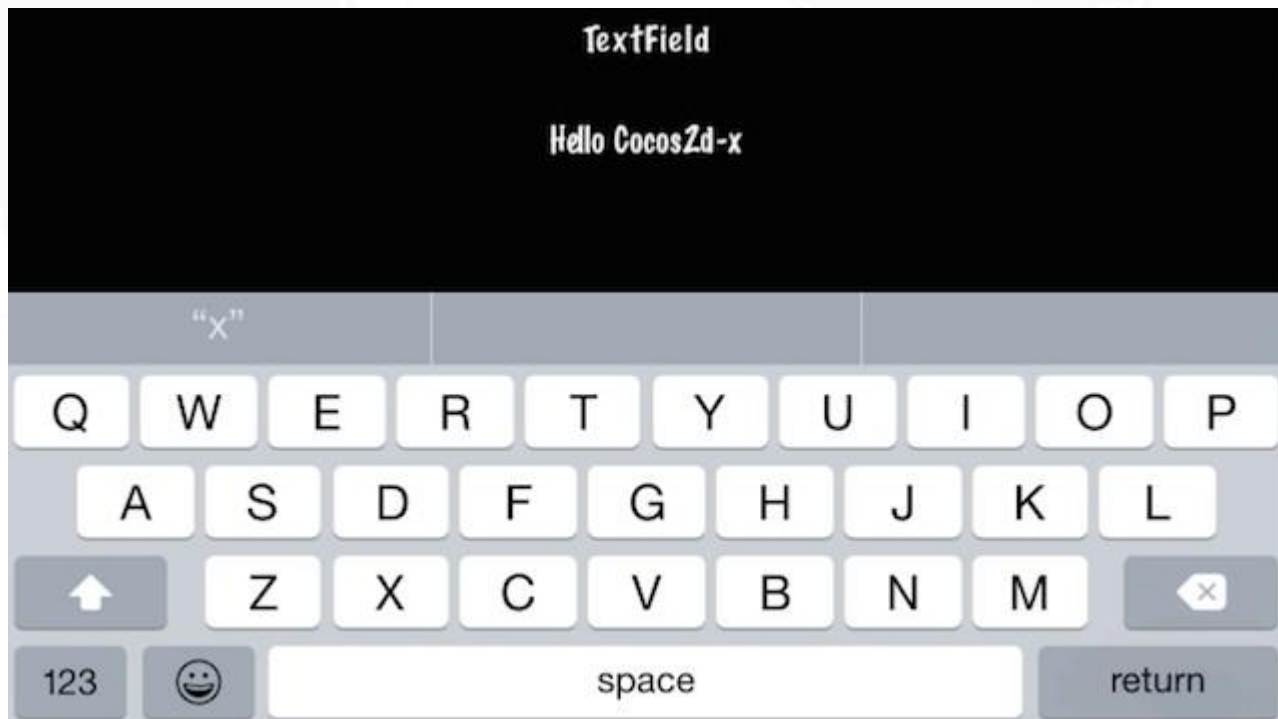 TextField
Hello Cocos2d-x
“x”
Q W E R T Y U I O P
A S D F G H J K L
Z X C V B N M
123 space return